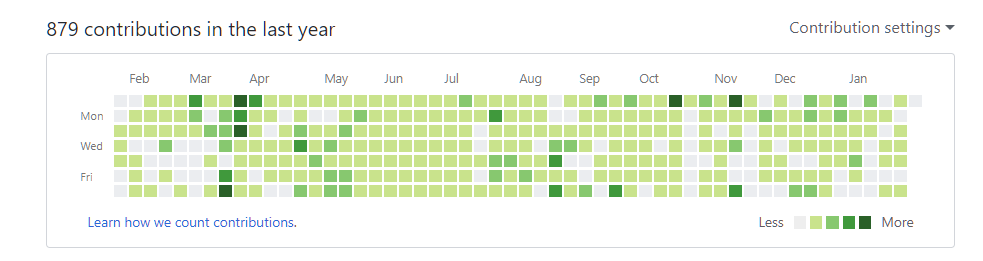 879 contributions in the last year
Contribution settings
Feb Mar Apr May Jun Jul Aug Sep Oct Nov Dec Jan
Mon
Wed
Fri
Learn how we count contributions.
Less More